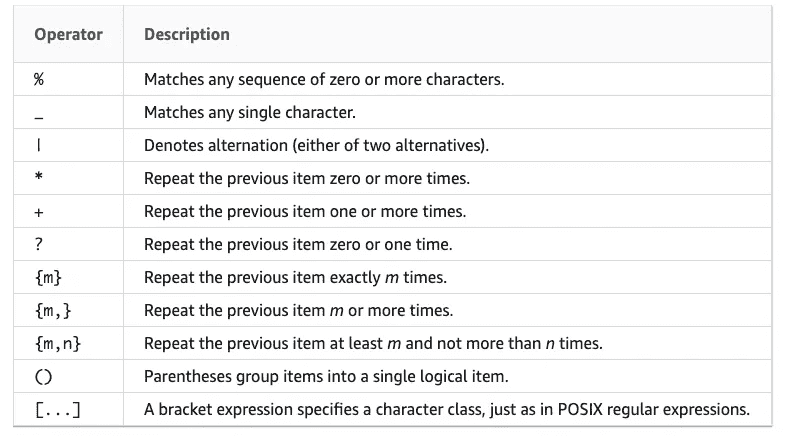 Operator Description
% Matches any sequence of zero or more characters.
_ Matches any single character.
| Denotes alternation (either of two alternatives).
* Repeat the previous item zero or more times.
+ Repeat the previous item one or more times.
? Repeat the previous item zero or one time.
{m} Repeat the previous item exactly m times.
{m,} Repeat the previous item m or more times.
{m,n} Repeat the previous item at least m and not more than n times.
() Parentheses group items into a single logical item.
[...] A bracket expression specifies a character class, just as in POSIX regular expressions.